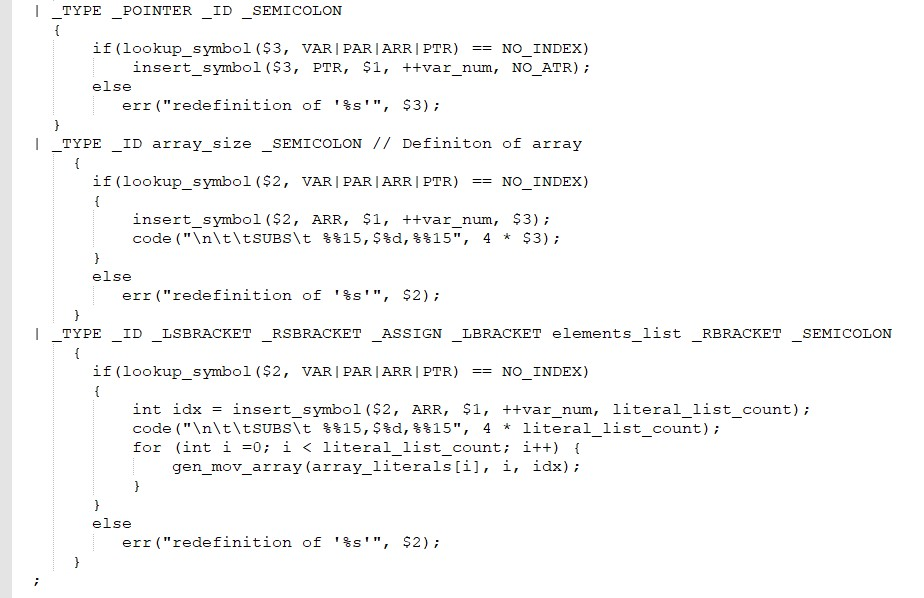 | _TYPE _POINTER _ID _SEMICOLON
{
if(lookup_symbol($3, VAR|PAR|ARR|PTR) == NO_INDEX)
insert_symbol($3, PTR, $1, ++var_num, NO_ATR);
else
err("redefinition of '%s'", $3);
}
| _TYPE _ID array_size _SEMICOLON // Definiton of array
{
if(lookup_symbol($2, VAR|PAR|ARR|PTR) == NO_INDEX)
{
insert_symbol($2, ARR, $1, ++var_num, $3);
code("\n\t\tSUBS\t %%15,$%d,%%15", 4 * $3);
}
else
err("redefinition of '%s'", $2);
}
| _TYPE _ID _LSBRACKET _RSBRACKET _ASSIGN _LBRACKET elements_list _RBRACKET _SEMICOLON
{
if(lookup_symbol($2, VAR|PAR|ARR|PTR) == NO_INDEX)
{
int idx = insert_symbol($2, ARR, $1, ++var_num, literal_list_count);
code("\n\t\tSUBS\t %%15,$%d,%%15", 4 * literal_list_count);
for (int i =0; i < literal_list_count; i++) {
gen_mov_array(array_literals[i], i, idx);
}
}
else
err("redefinition of '%s'", $2);
}
;